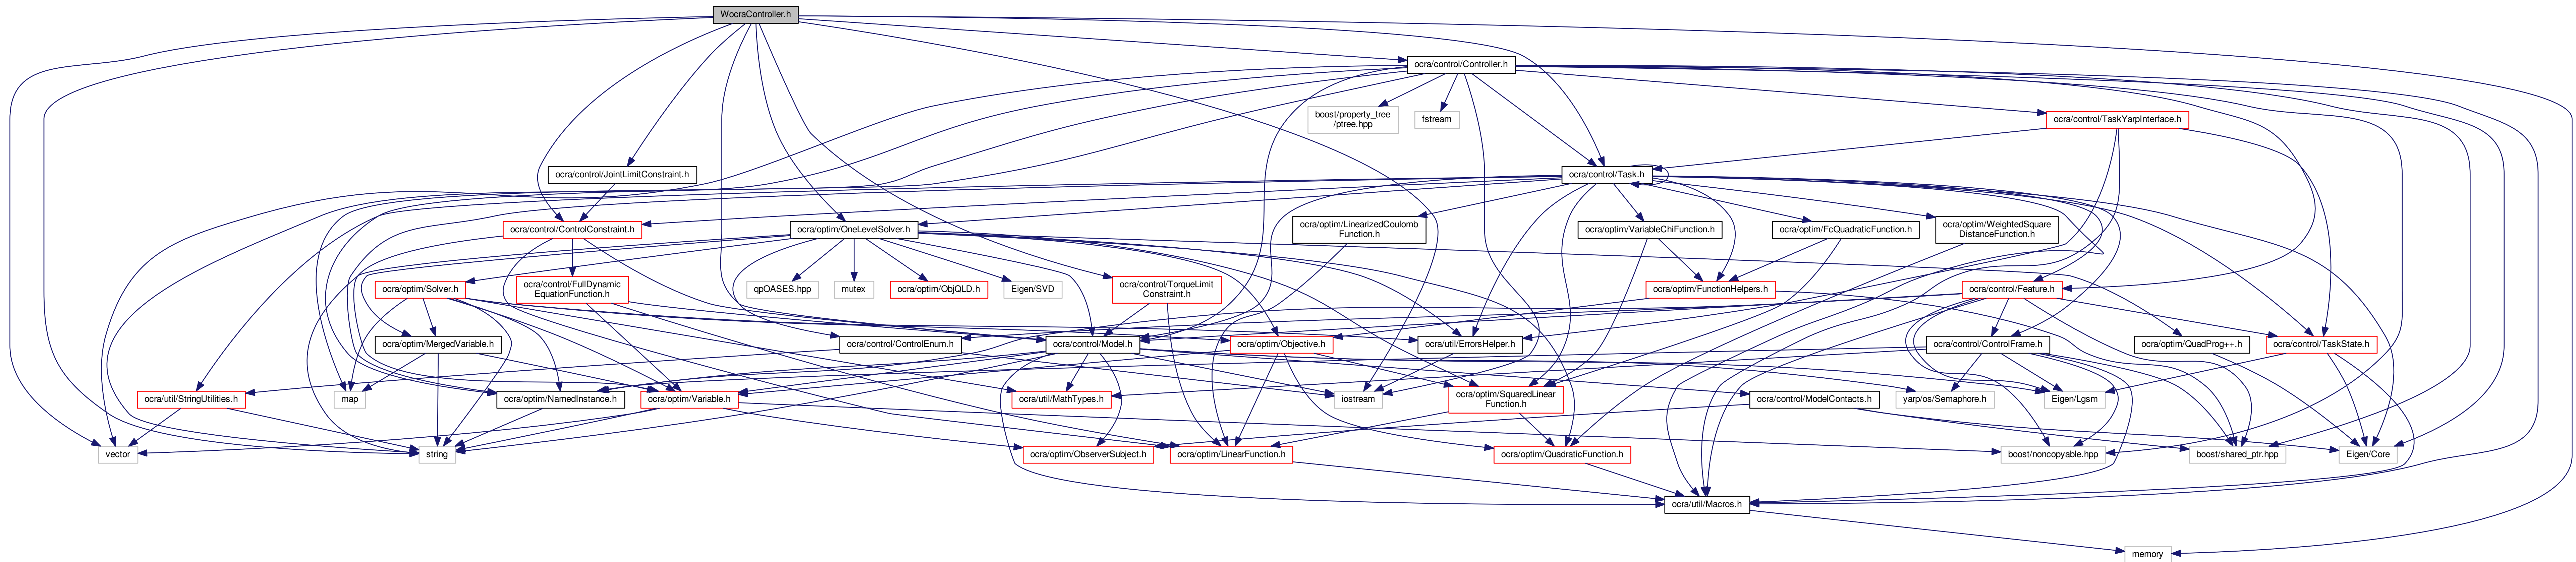 WocraController.h
ocra/control/Controller.h
boost/property_tree
/ptree.hpp
fstream
ocra/control/TaskYarpInterface.h
ocra/control/JointLimitConstraint.h
ocra/control/Task.h
ocra/control/ControlConstraint.h
ocra/optim/OneLevelSolver.h
ocra/optim/LinearizedCoulomb
Function.h
ocra/optim/VariableChiFunction.h
ocra/optim/FcQuadraticFunction.h
ocra/optim/WeightedSquare
DistanceFunction.h
ocra/optim/Solver.h
ocra/control/FullDynamic
EquationFunction.h
qpOASES.hpp
mutex
ocra/optim/ObjQLD.h
Eigen/SVD
ocra/control/TorqueLimit
Constraint.h
ocra/optim/FunctionHelpers.h
ocra/control/Feature.h
ocra/optim/MergedVariable.h
ocra/control/ControlEnum.h
ocra/control/Model.h
ocra/optim/Objective.h
ocra/util/ErrorsHelper.h
ocra/control/ControlFrame.h
ocra/optim/QuadProg++.h
ocra/control/TaskState.h
ocra/util/StringUtilities.h
map
ocra/optim/NamedInstance.h
ocra/optim/Variable.h
ocra/util/MathTypes.h
iostream
ocra/optim/SquaredLinear
Function.h
ocra/control/ModelContacts.h
yarp/os/Semaphore.h
Eigen/Lgsm
vector
string
ocra/optim/ObserverSubject.h
ocra/optim/LinearFunction.h
ocra/optim/QuadraticFunction.h
boost/noncopyable.hpp
boost/shared_ptr.hpp
Eigen/Core
ocra/util/Macros.h
memory